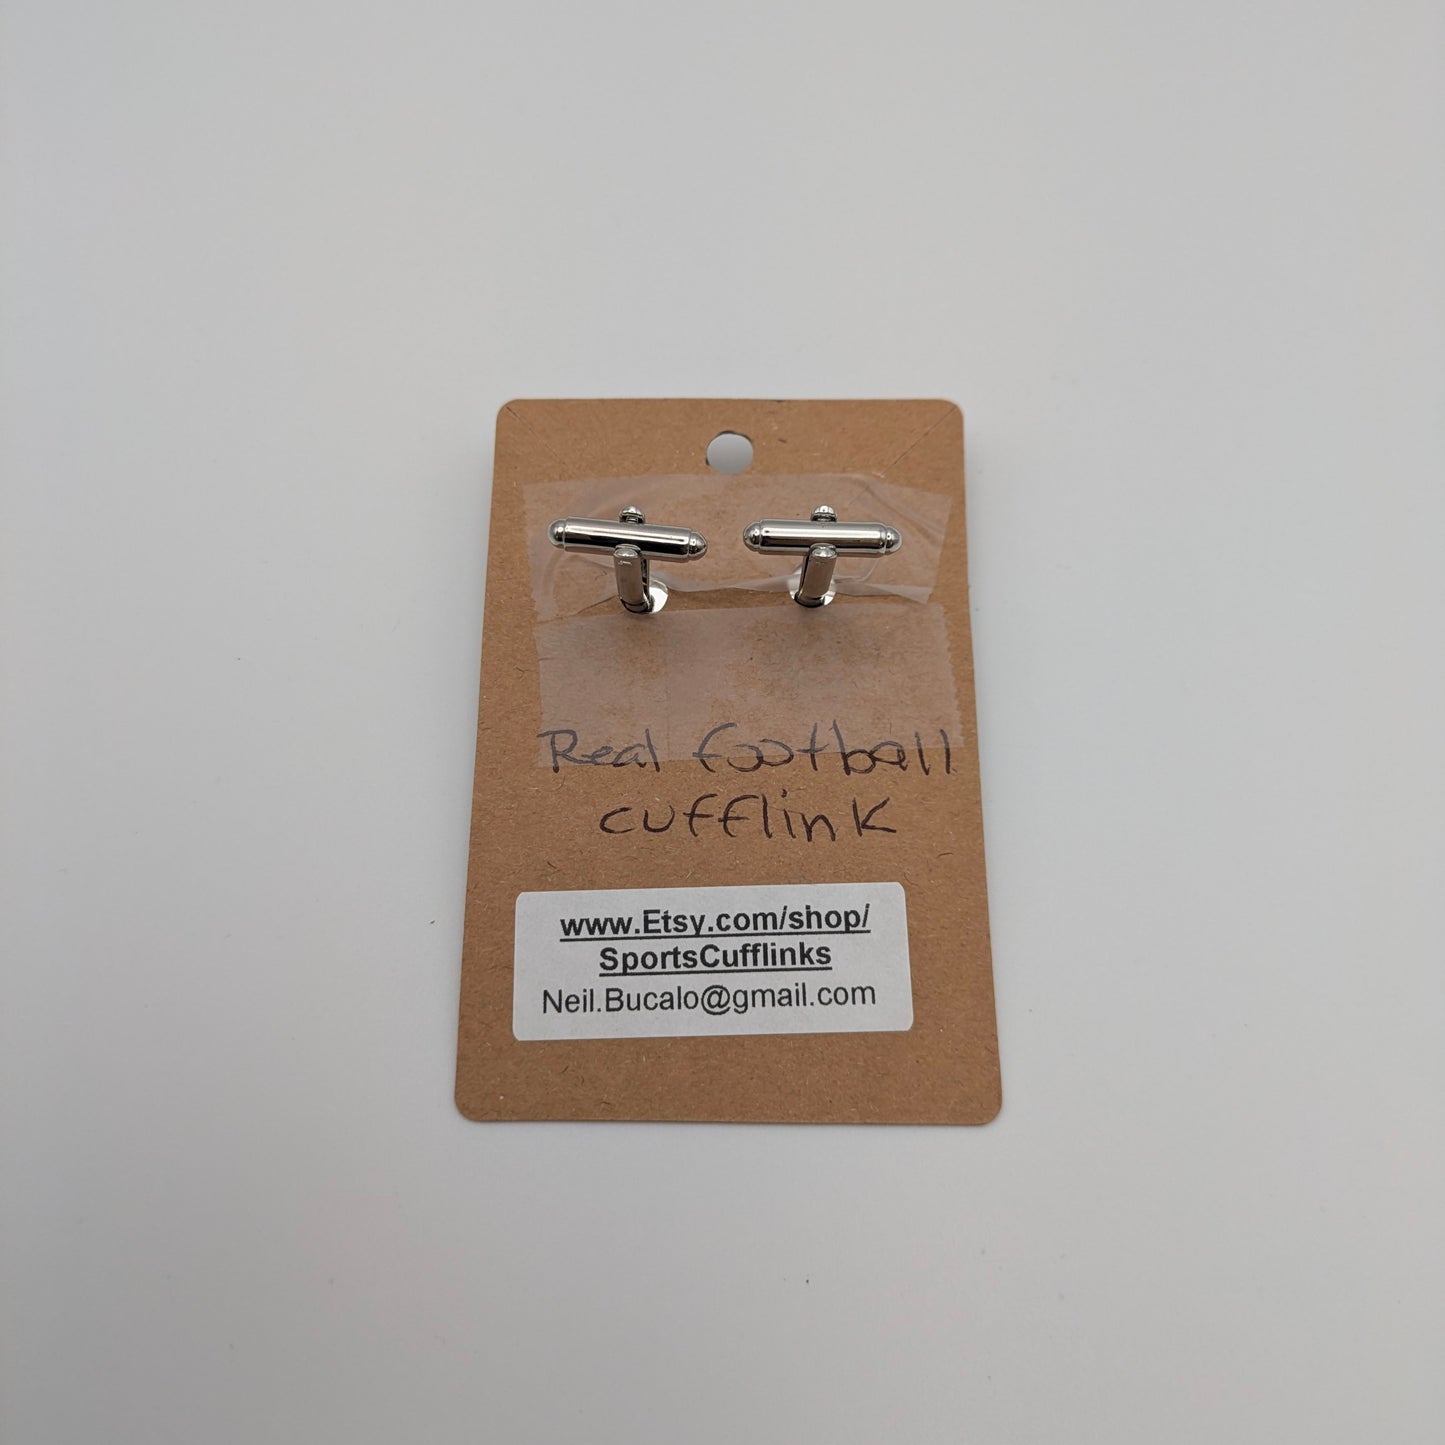 Real football
cufflink
www.Etsy.com/shop/
SportsCufflinks
Neil.Bucalo@gmail.com